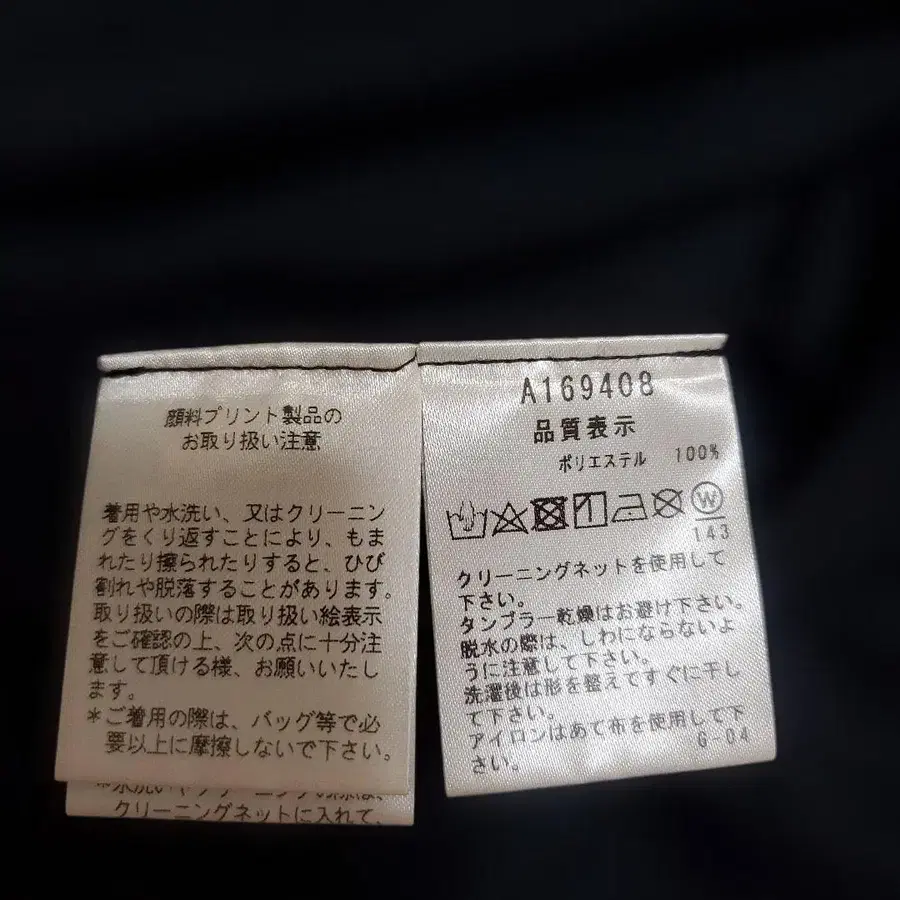 顔料プリント製品の
お取り扱い注意
着用や水洗い、又はクリーニン
グをくり返すことにより、もま
れたり擦られたりすると、ひび
割れや脱落することがあります。
取り扱いの際は取り扱い絵表示
をご確認の上、次の点に十分注
意して頂ける様、お願いいたし
ます。
*ご着用の際は、バッグ等で必
要以上に摩擦しないで下さい。
*水洗いやクリーニングの際は、
クリーニングネットに入れて、
A169408
品質表示
ポリエステル 100%
W
143
クリーニングネットを使用して
下さい。
タンブラー乾燥はお避け下さい。
脱水の際は、しわにならないよ
うに注意して下さい。
洗濯後は形を整えてすぐに干し
て下さい。
アイロンはあて布を使用して下
さい。
G-04